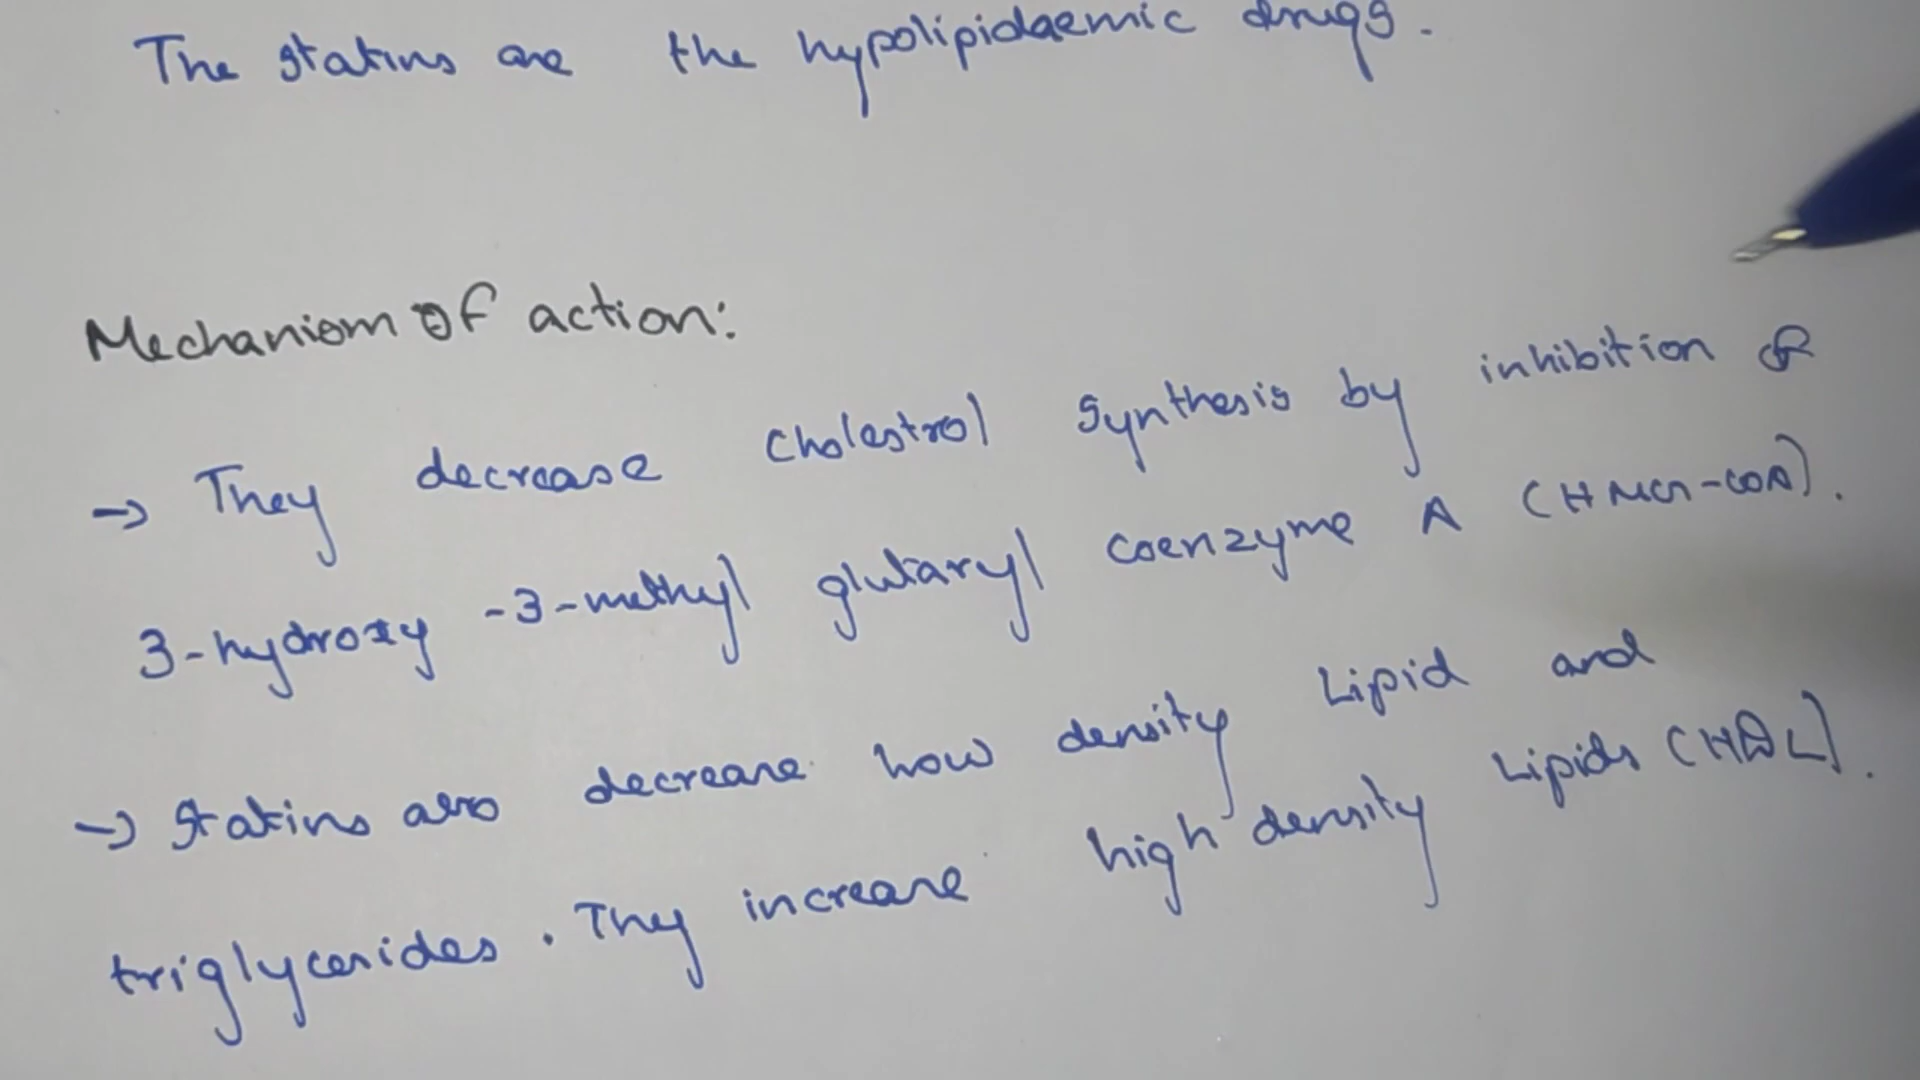 The statins are the hypolipidaemic drugs.
Mechanism of action:
→ They decrease Cholestrol Synthesis by inhibition of
3-hydroxy-3-methyl glutaryl coenzyme A (HMG-COA).
→ Statins also decrease low density Lipid and
triglycerides. They increase high density Lipids (HDL).